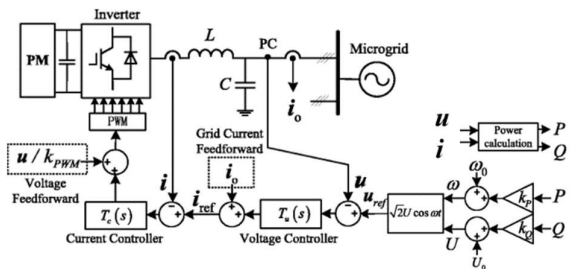 Inverter
L
PC
Microgrid
PM
C
i_o
PWM
Grid Current
Feedforward
u
i
Power
calculation
P
Q
u / k_PWM
Voltage
Feedforward
i
i_o
u
ω_0
ω
k_P
P
T_c(s)
i_ref
T_u(s)
u_ref
√2U cos ωt
U
k_Q
Q
U_0
Current Controller
Voltage Controller